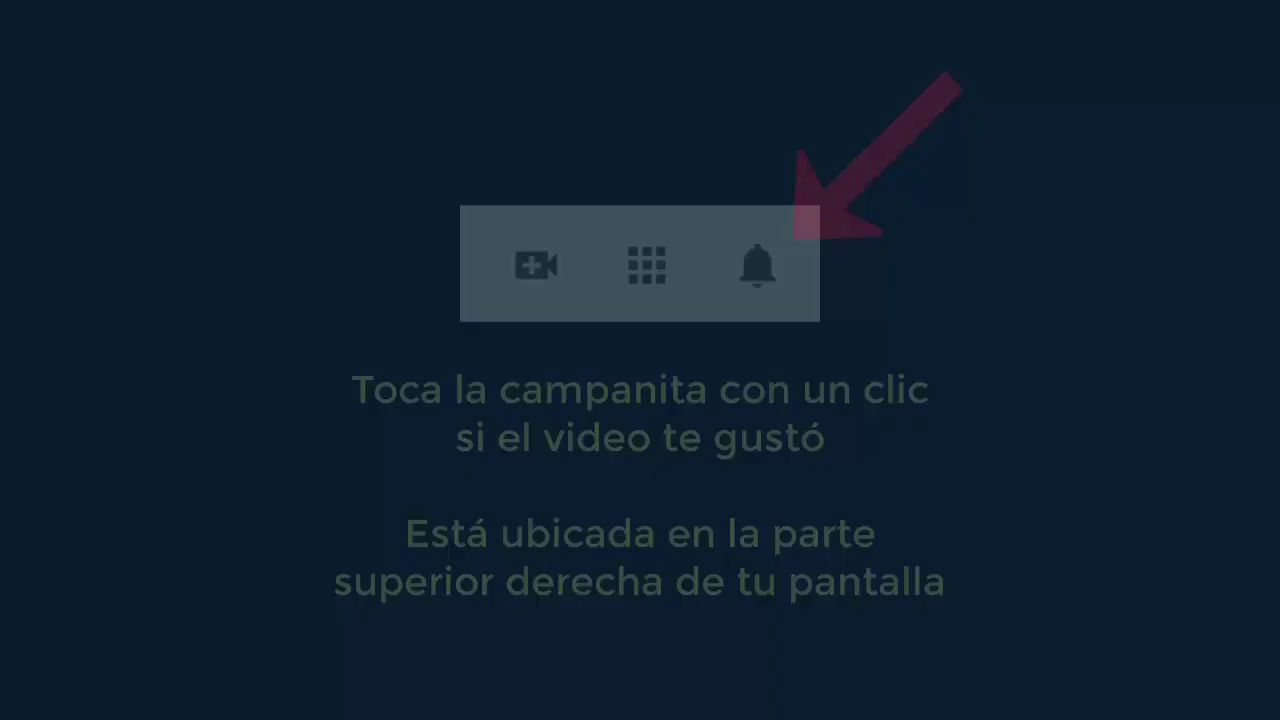 Toca la campanita con un clic
si el video te gustó
Está ubicada en la parte
superior derecha de tu pantalla